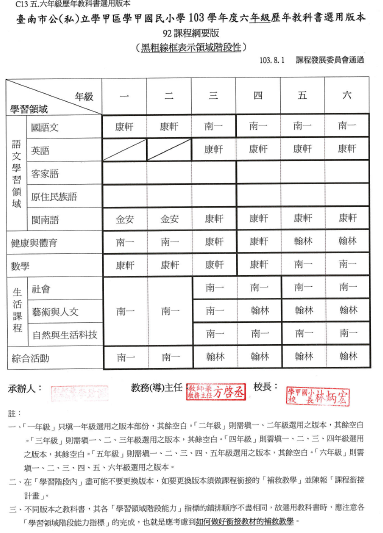 C13 五、六年級歷年教科書選用版本
臺南市公(私)立學甲區學甲國民小學 103 學年度六年級歷年教科書選用版本
92 課程綱要版
(黑粗線框表示領域階段性)
103.8.1 課程發展委員會通過
年級 一 二 三 四 五 六
學習領域
語文學習領域
國語文 康軒 康軒 南一 南一 南一 南一
英語 康軒 康軒 康軒 康軒
客家語
原住民族語
閩南語 金安 金安 康軒 康軒 康軒 康軒
健康與體育 南一 南一 康軒 康軒 翰林 翰林
數學 康軒 康軒 康軒 康軒 南一 南一
生活課程 南一 南一
社會 南一 南一 南一 南一
藝術與人文 南一 翰林 翰林 翰林
自然與生活科技 南一 南一 南一 南一
綜合活動 南一 南一 翰林 翰林 翰林 翰林
承辦人: 教務(導)主任 校長:
註:
一、「一年級」只填一年級選用之版本部份,其餘空白。「二年級」則需填一、二年級選用之版本,其餘空白。
「三年級」則需填一、二、三年級選用之版本,其餘空白。「四年級」則需填一、二、三、四年級選用
之版本,其餘空白。「五年級」則需填一、二、三、四、五年級選用之版本,其餘空白。「六年級」則需
填一、二、三、四、五、六年級選用之版本。
二、在「學習階段內」盡可能不要更換版本,如要更換版本須做課程銜接的「補救教學」並陳報「課程銜接
計畫」。
三、不同版本之教科書,其各「學習領域階段能力」指標的鋪排順序不盡相同,故選用教科書時,應注意各
「學習領域階段能力指標」的完成,也就是應考慮到如何做好銜接教材的補救教學。